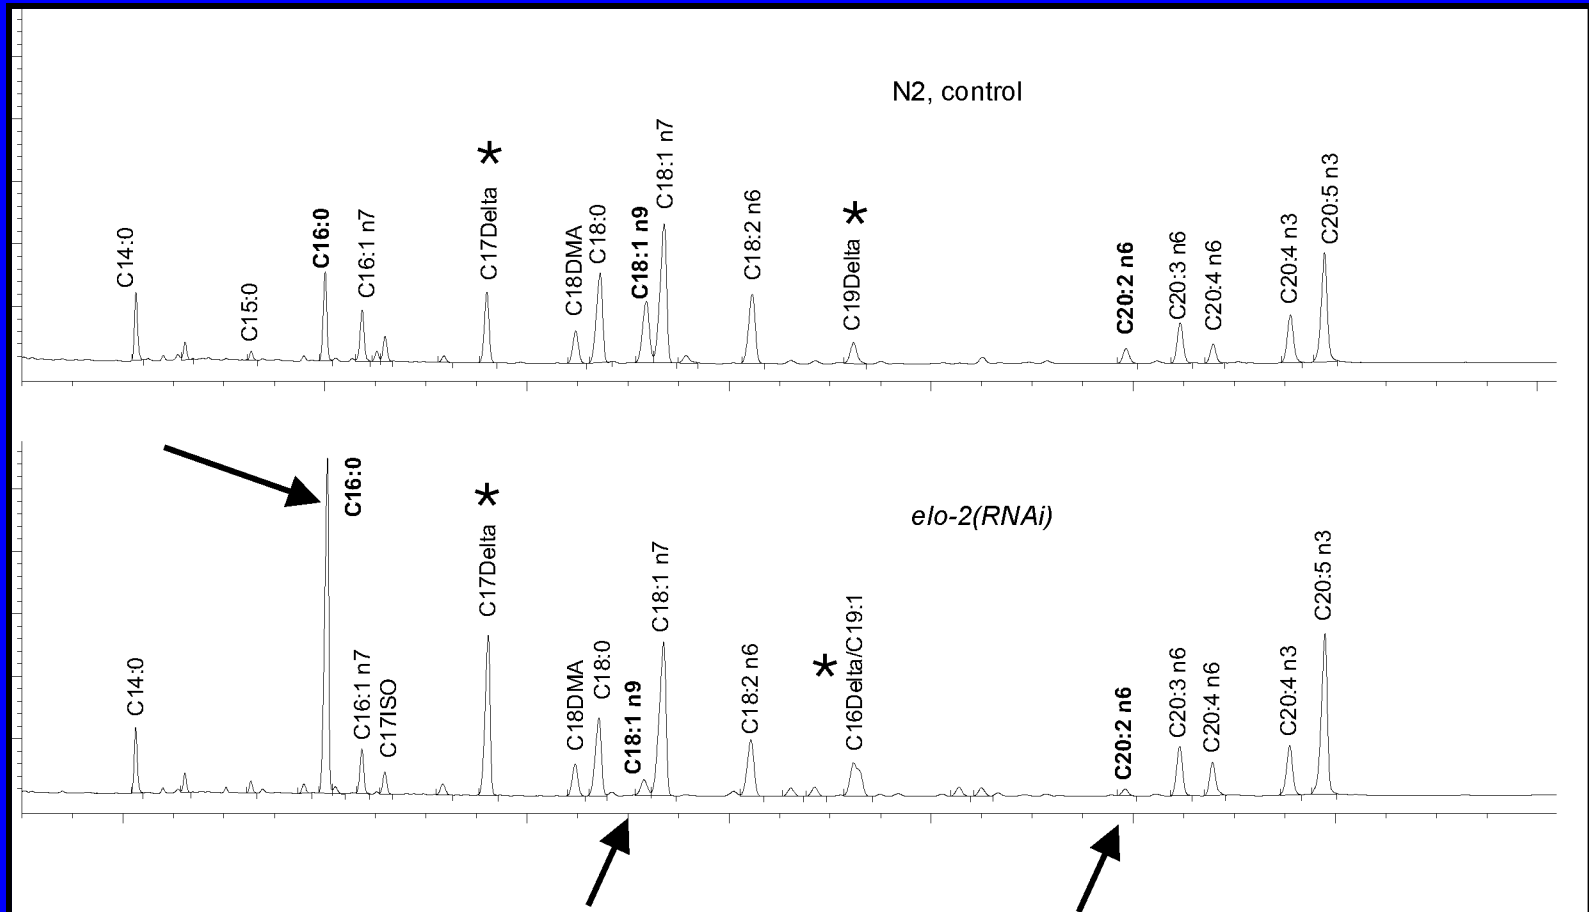 N2, control
C14:0
C15:0
C16:0
C16:1 n7
C17Delta
*
C18DMA
C18:0
C18:1 n9
C18:1 n7
C18:2 n6
C19Delta
*
C20:2 n6
C20:3 n6
C20:4 n6
C20:4 n3
C20:5 n3
elo-2(RNAi)
C14:0
C16:0
C16:1 n7
C17ISO
C17Delta
*
C18DMA
C18:0
C18:1 n9
C18:1 n7
C18:2 n6
*
C16Delta/C19:1
C20:2 n6
C20:3 n6
C20:4 n6
C20:4 n3
C20:5 n3